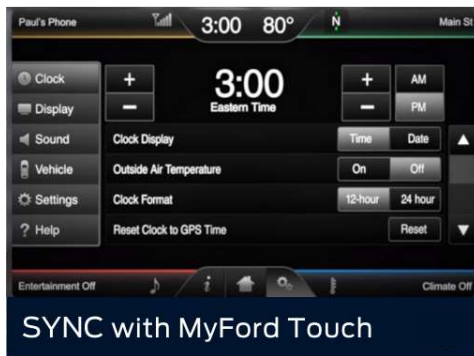 Paul's Phone 3:00 80° N Main St
Clock
Display
Sound
Vehicle
Settings
? Help
+ 3:00 + AM
− Eastern Time − PM
Clock Display Time Date
Outside Air Temperature On Off
Clock Format 12-hour 24 hour
Reset Clock to GPS Time Reset
Entertainment Off i Climate Off
SYNC with MyFord Touch